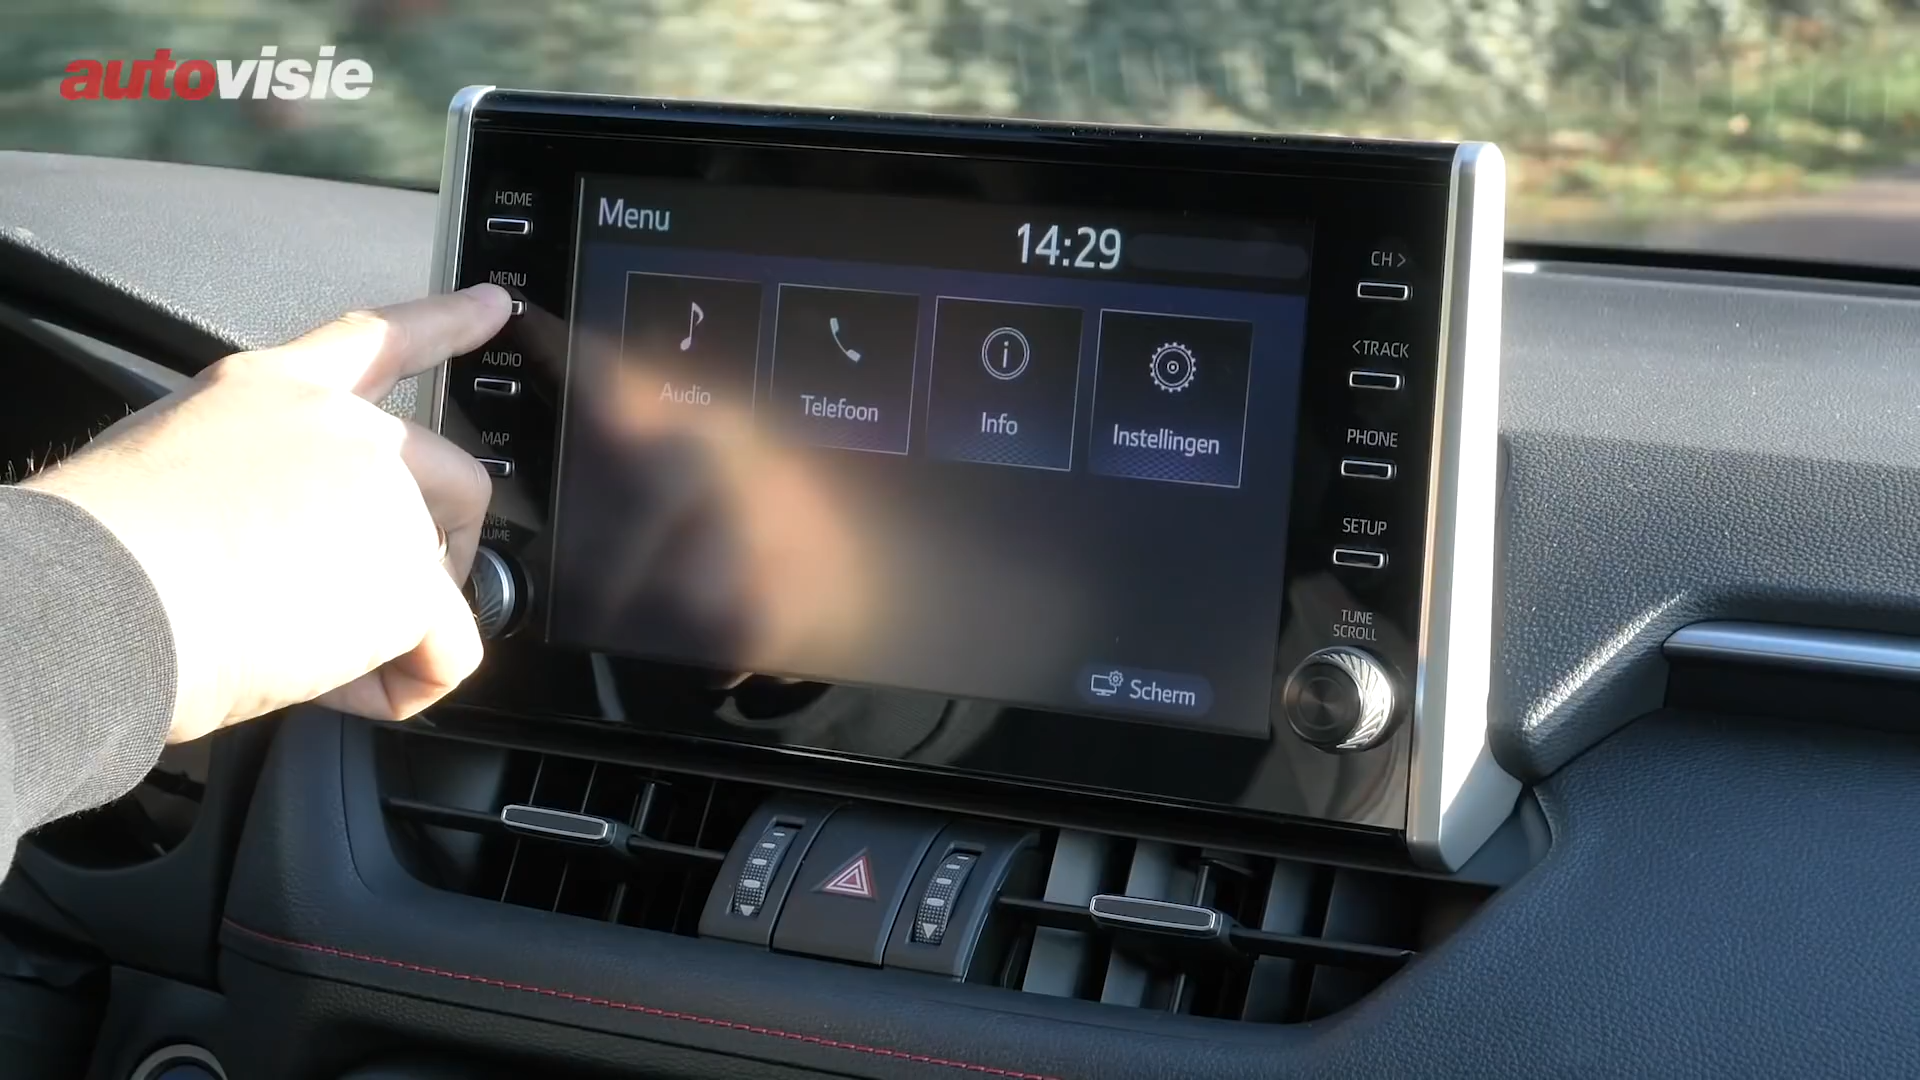 autovisie
HOME
MENU
AUDIO
MAP
Menu
14:29
Audio
Telefoon
Info
Instellingen
Scherm
CH >
<TRACK
PHONE
SETUP
TUNE
SCROLL